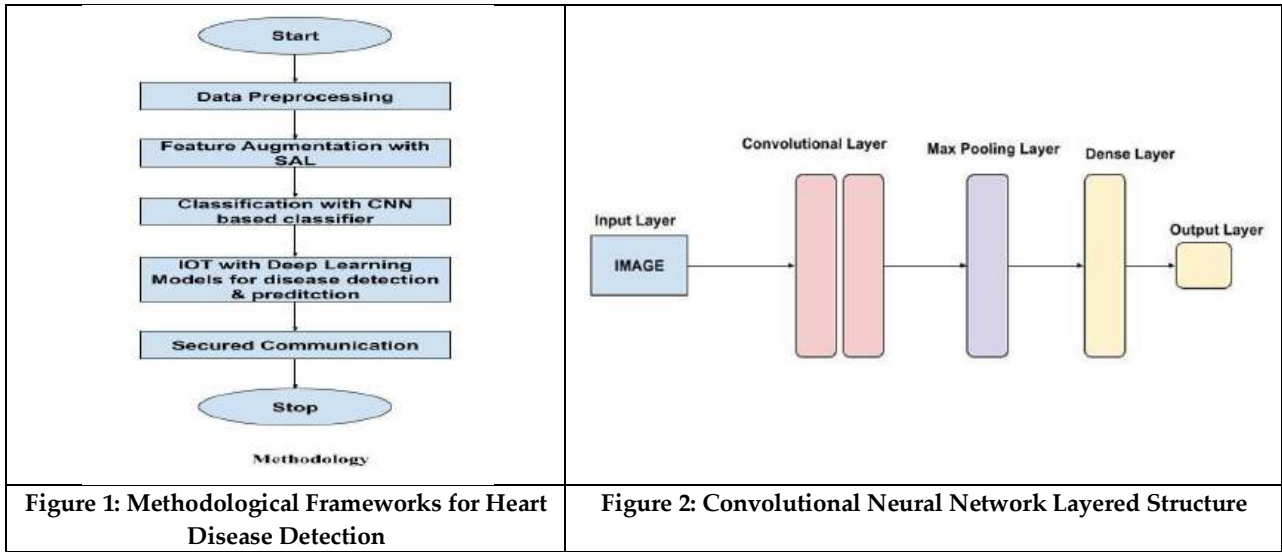 Start
Data Preprocessing
Feature Augmentation with
SAL
Classification with CNN
based classifier
IOT with Deep Learning
Models for disease detection
& preditction
Secured Communication
Stop
Methodology
Figure 1: Methodological Frameworks for Heart
Disease Detection
Convolutional Layer
Max Pooling Layer
Dense Layer
Input Layer
IMAGE
Output Layer
Figure 2: Convolutional Neural Network Layered Structure